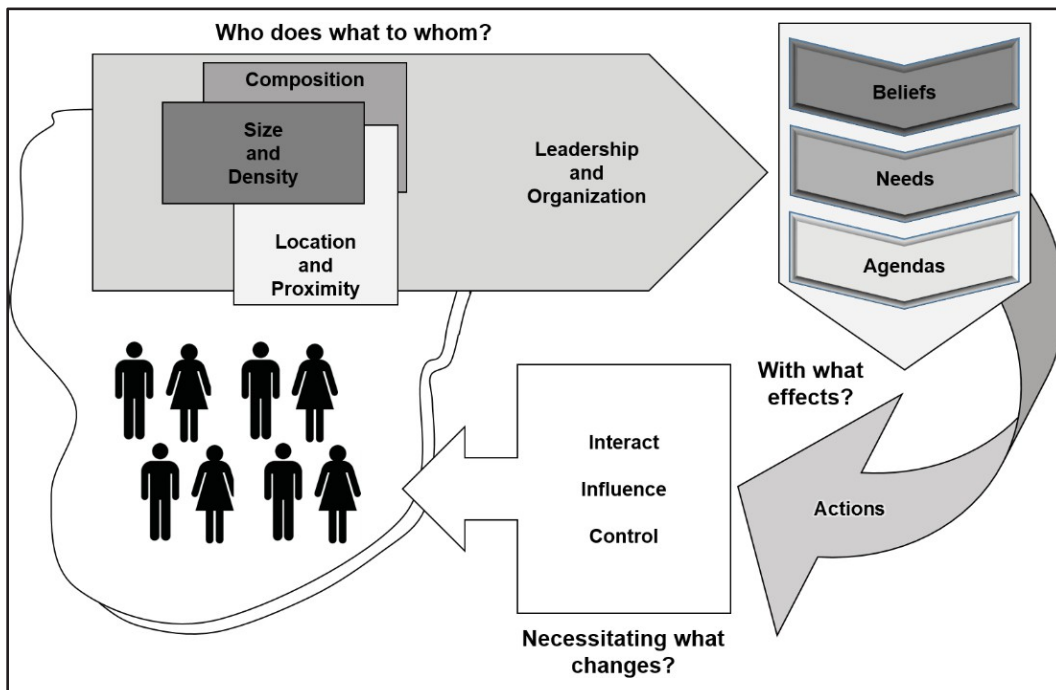 Who does what to whom?
Composition
Size
and
Density
Location
and
Proximity
Leadership
and
Organization
Beliefs
Needs
Agendas
With what
effects?
Actions
Interact
Influence
Control
Necessitating what
changes?